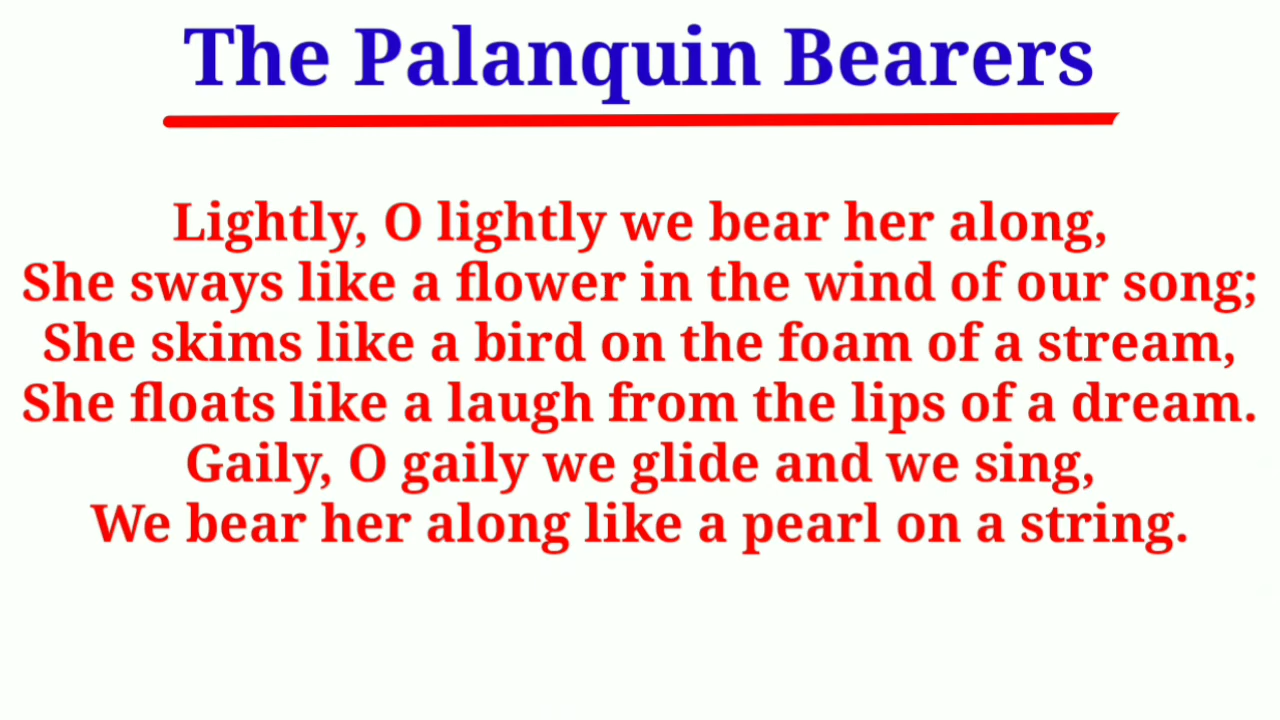 The Palanquin Bearers
Lightly, O lightly we bear her along,
She sways like a flower in the wind of our song;
She skims like a bird on the foam of a stream,
She floats like a laugh from the lips of a dream.
Gaily, O gaily we glide and we sing,
We bear her along like a pearl on a string.